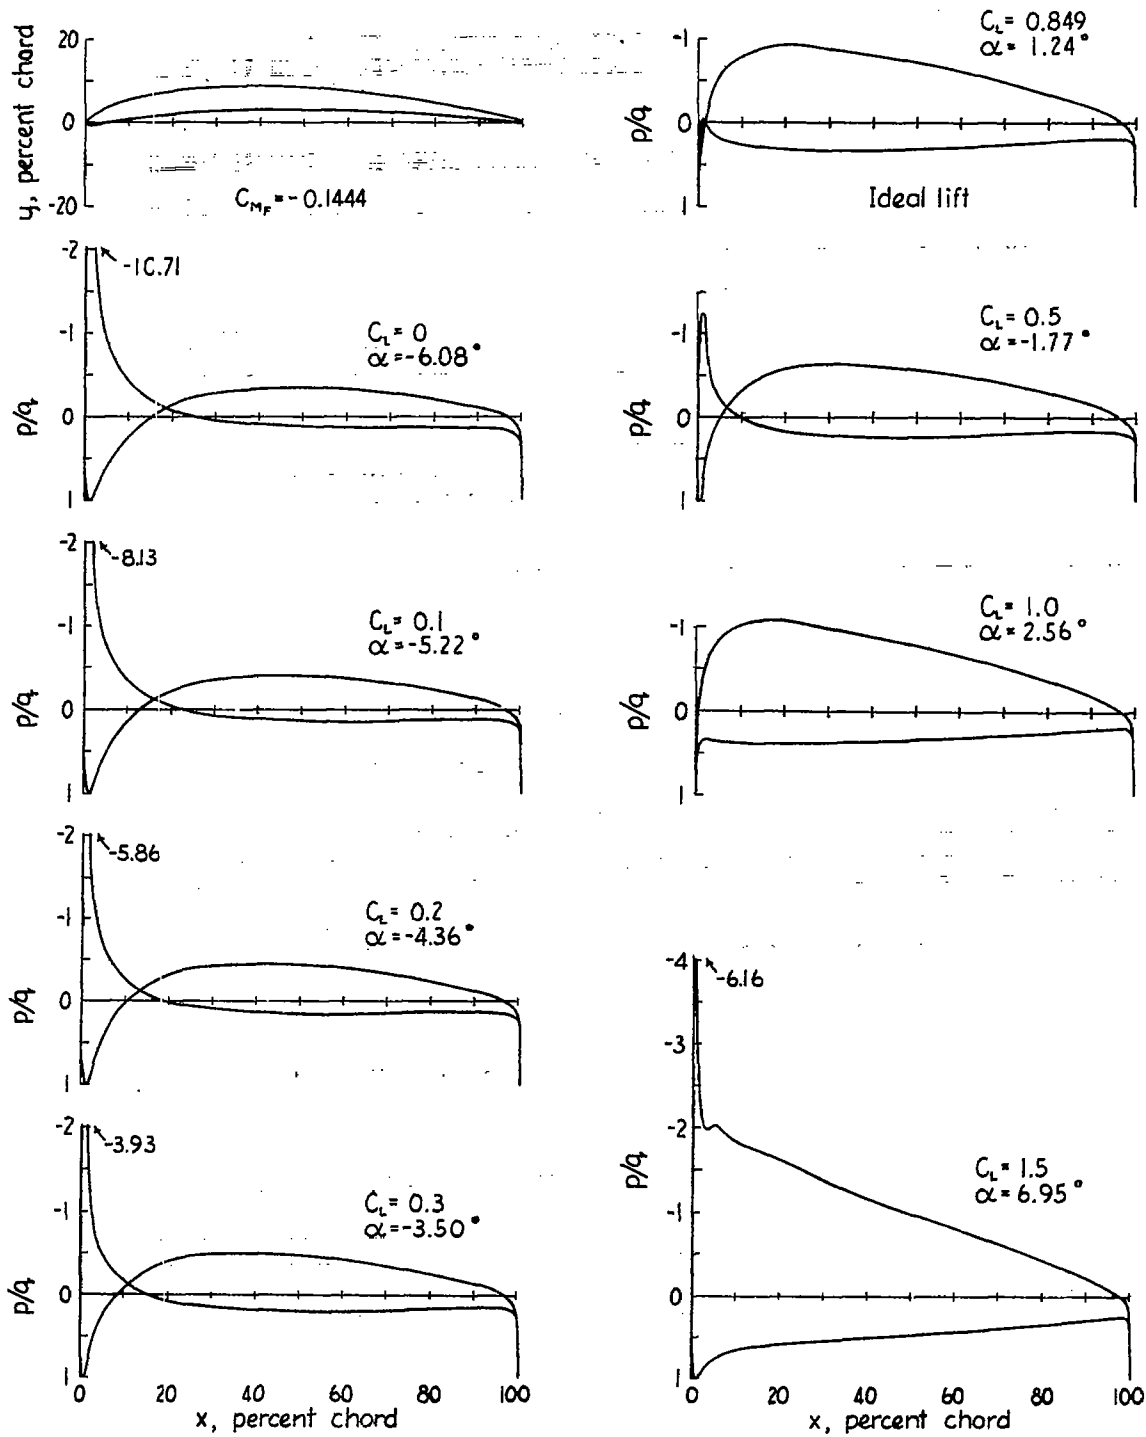 y, percent chord
20
0
-20
C_MF = -0.1444
p/q
-2
-1
0
1
-10.71
C_L = 0
α = -6.08°
p/q
-2
-1
0
1
-8.13
C_L = 0.1
α = -5.22°
p/q
-2
-1
0
1
-5.86
C_L = 0.2
α = -4.36°
p/q
-2
-1
0
1
-3.93
C_L = 0.3
α = -3.50°
0 20 40 60 80 100
x, percent chord
p/q
-1
0
1
C_L = 0.849
α = 1.24°
Ideal lift
p/q
-1
0
1
C_L = 0.5
α = -1.77°
p/q
-1
0
1
C_L = 1.0
α = 2.56°
p/q
-4
-3
-2
-1
0
1
-6.16
C_L = 1.5
α = 6.95°
0 20 40 60 80 100
x, percent chord